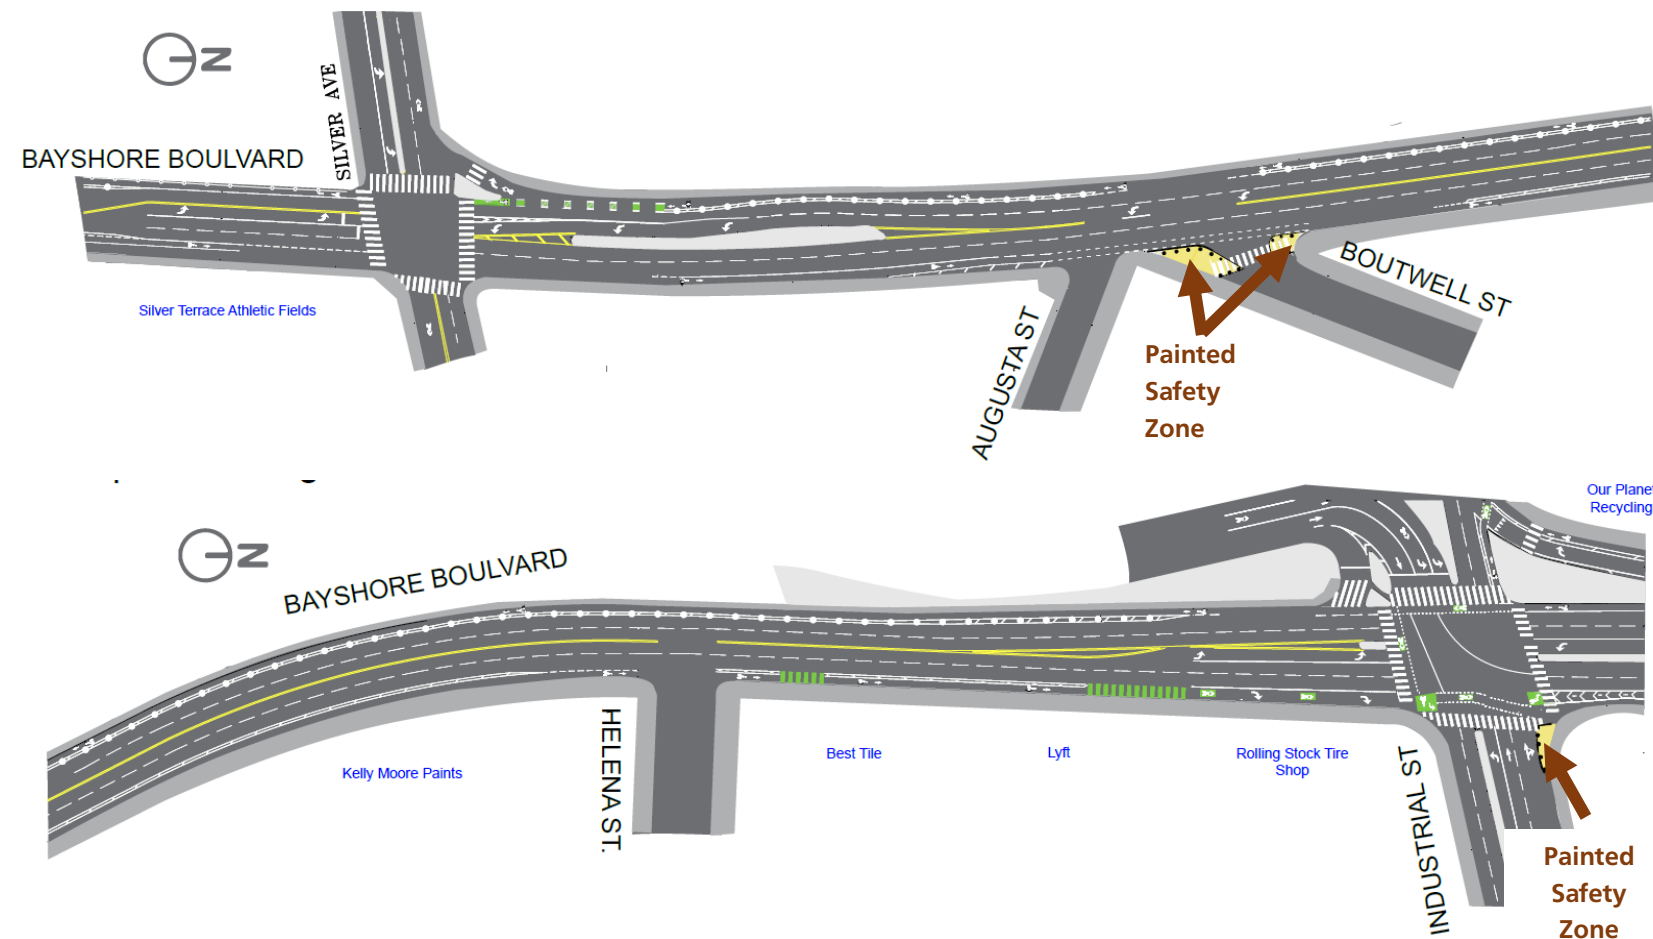 N
SILVER AVE
BAYSHORE BOULVARD
Silver Terrace Athletic Fields
AUGUSTA ST
BOUTWELL ST
Painted
Safety
Zone
Our Planet
Recycling
N
BAYSHORE BOULVARD
HELENA ST.
Kelly Moore Paints
Best Tile
Lyft
Rolling Stock Tire
Shop
INDUSTRIAL ST
Painted
Safety
Zone